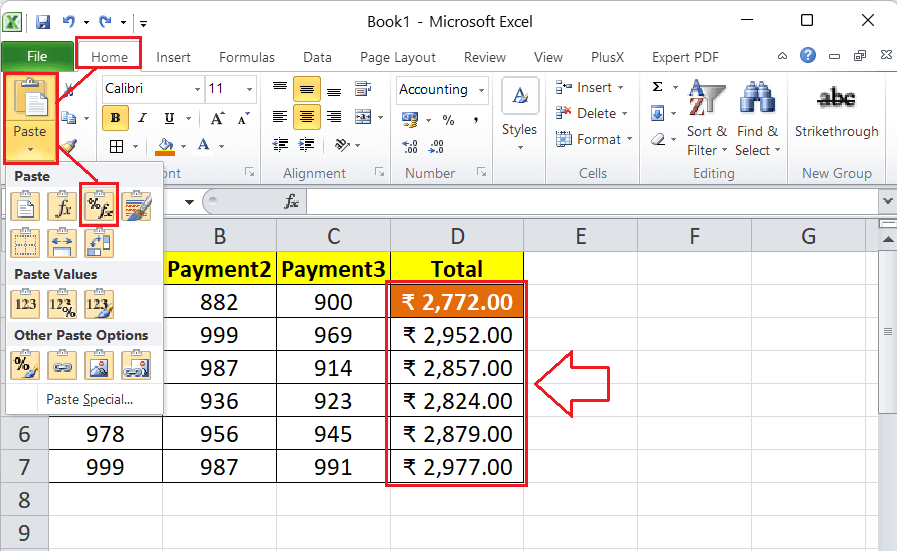 Book1 - Microsoft Excel
File Home Insert Formulas Data Page Layout Review View PlusX Expert PDF
Paste
Calibri 11
B I U A A
A
Accounting
% ,
.00 .0
Styles
Insert
Delete
Format
Σ
Sort & Filter
Find & Select
abc
Strikethrough
Font Alignment Number Cells Editing New Group
Paste
fx %fx
Paste Values
123 123% 123
Other Paste Options
%
Paste Special...
fx
B C D E F G
Payment2 Payment3 Total
882 900 ₹ 2,772.00
999 969 ₹ 2,952.00
987 914 ₹ 2,857.00
936 923 ₹ 2,824.00
6 978 956 945 ₹ 2,879.00
7 999 987 991 ₹ 2,977.00
8
9